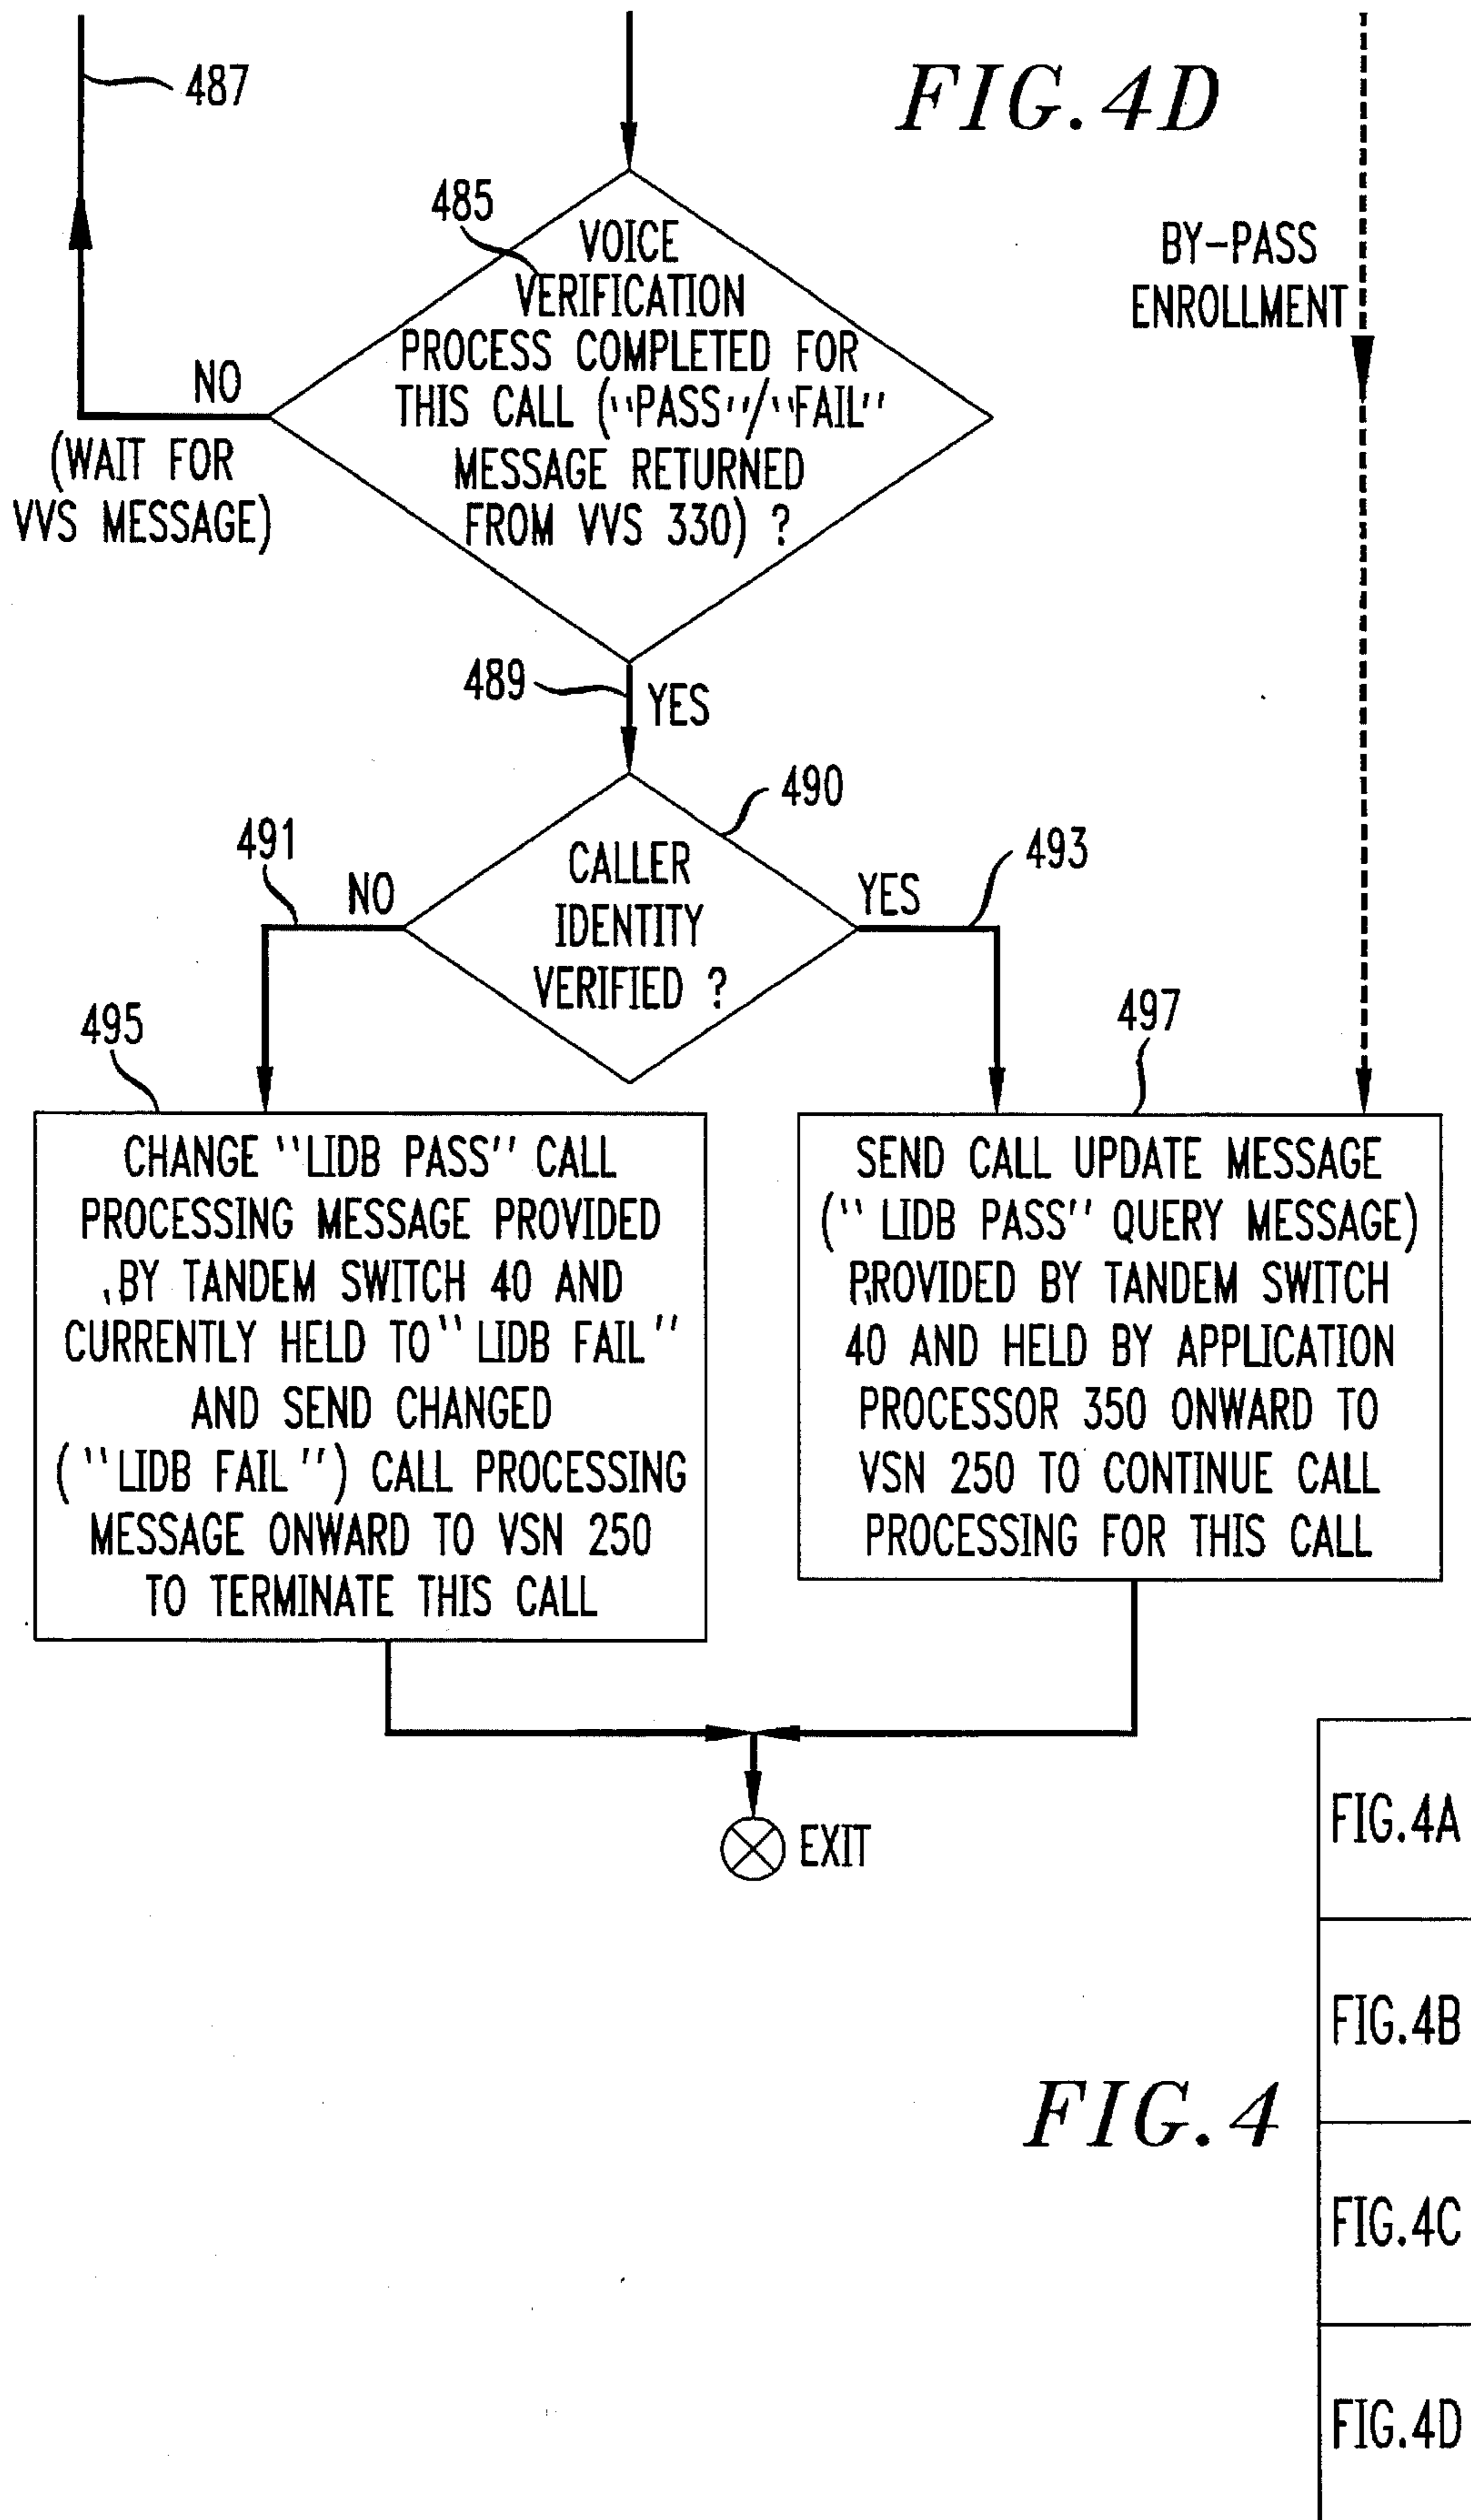 487
FIG. 4D
485
VOICE
VERIFICATION
PROCESS COMPLETED FOR
THIS CALL ("PASS"/"FAIL"
MESSAGE RETURNED
FROM VVS 330) ?
BY-PASS
ENROLLMENT
NO
(WAIT FOR
VVS MESSAGE)
489
YES
490
CALLER
IDENTITY
VERIFIED ?
491
NO
YES
493
495
497
CHANGE "LIDB PASS" CALL
PROCESSING MESSAGE PROVIDED
BY TANDEM SWITCH 40 AND
CURRENTLY HELD TO "LIDB FAIL"
AND SEND CHANGED
("LIDB FAIL") CALL PROCESSING
MESSAGE ONWARD TO VSN 250
TO TERMINATE THIS CALL
SEND CALL UPDATE MESSAGE
("LIDB PASS" QUERY MESSAGE)
PROVIDED BY TANDEM SWITCH
40 AND HELD BY APPLICATION
PROCESSOR 350 ONWARD TO
VSN 250 TO CONTINUE CALL
PROCESSING FOR THIS CALL
EXIT
FIG. 4
FIG.4A
FIG.4B
FIG.4C
FIG.4D